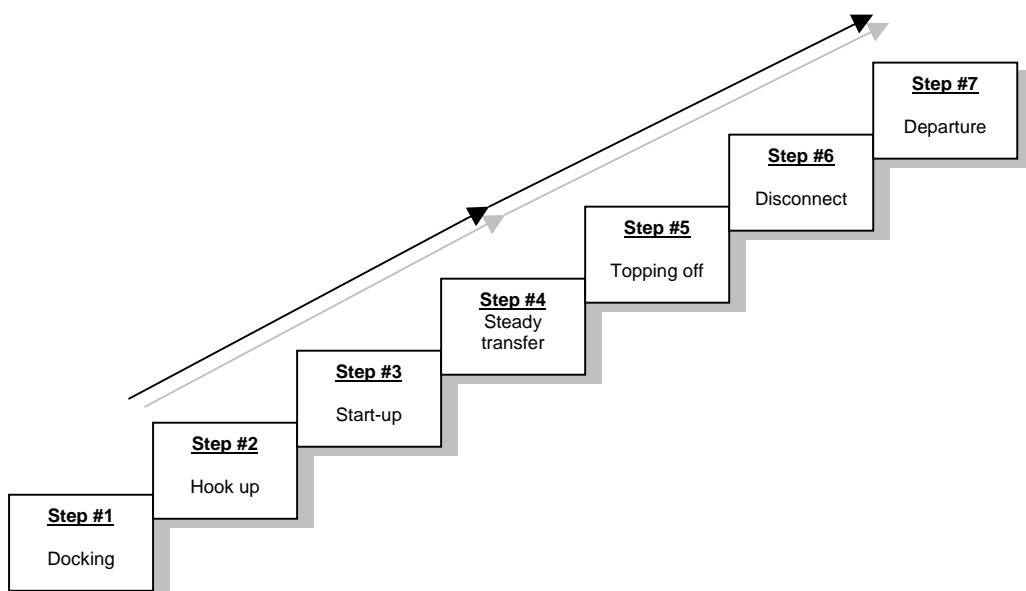 Step #1
Docking
Step #2
Hook up
Step #3
Start-up
Step #4
Steady
transfer
Step #5
Topping off
Step #6
Disconnect
Step #7
Departure